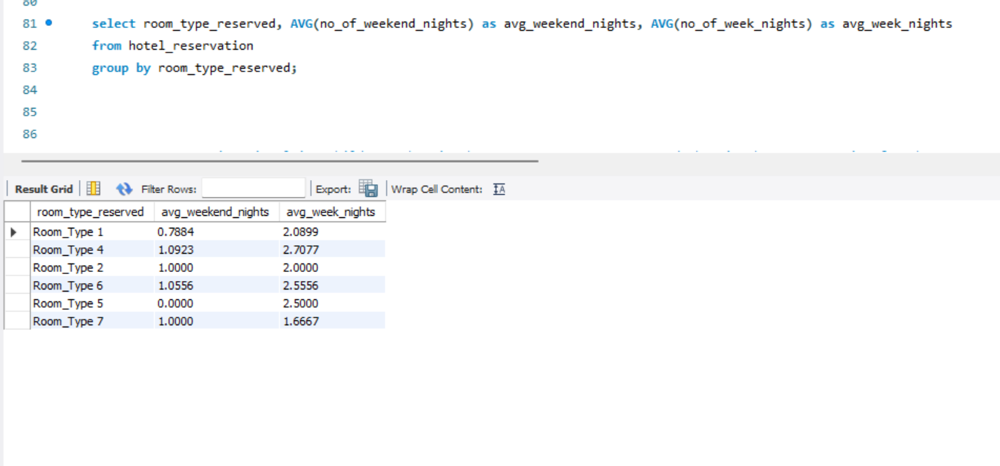 80
81 select room_type_reserved, AVG(no_of_weekend_nights) as avg_weekend_nights, AVG(no_of_week_nights) as avg_week_nights
82 from hotel_reservation
83 group by room_type_reserved;
84
85
86
Result Grid Filter Rows: Export: Wrap Cell Content: IA
room_type_reserved avg_weekend_nights avg_week_nights
Room_Type 1 0.7884 2.0899
Room_Type 4 1.0923 2.7077
Room_Type 2 1.0000 2.0000
Room_Type 6 1.0556 2.5556
Room_Type 5 0.0000 2.5000
Room_Type 7 1.0000 1.6667